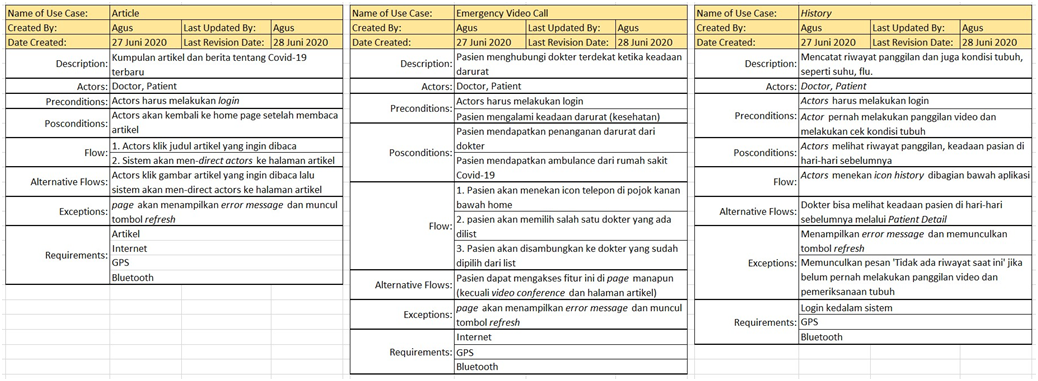 Name of Use Case: Article
Created By: Agus Last Updated By: Agus
Date Created: 27 Juni 2020 Last Revision Date: 28 Juni 2020
Description: Kumpulan artikel dan berita tentang Covid-19
terbaru
Actors: Doctor, Patient
Preconditions: Actors harus melakukan login
Posconditions: Actors akan kembali ke home page setelah membaca
artikel
Flow: 1. Actors klik judul artikel yang ingin dibaca
2. Sistem akan men-direct actors ke halaman artikel
Alternative Flows: Actors klik gambar artikel yang ingin dibaca lalu
sistem akan men-direct actors ke halaman artikel
Exceptions: page akan menampilkan error message dan muncul
tombol refresh
Requirements: Artikel
Internet
GPS
Bluetooth
Name of Use Case: Emergency Video Call
Created By: Agus Last Updated By: Agus
Date Created: 27 Juni 2020 Last Revision Date: 28 Juni 2020
Description: Pasien menghubungi dokter terdekat ketika keadaan
darurat
Actors: Doctor, Patient
Preconditions: Actors harus melakukan login
Pasien mengalami keadaan darurat (kesehatan)
Posconditions: Pasien mendapatkan penanganan darurat dari
dokter
Pasien mendapatkan ambulance dari rumah sakit
Covid-19
Flow: 1. Pasien akan menekan icon telepon di pojok kanan
bawah home
2. pasien akan memilih salah satu dokter yang ada
dilist
3. Pasien akan disambungkan ke dokter yang sudah
dipilih dari list
Alternative Flows: Pasien dapat mengakses fitur ini di page manapun
(kecuali video conference dan halaman artikel)
Exceptions: page akan menampilkan error message dan muncul
tombol refresh
Requirements: Internet
GPS
Bluetooth
Name of Use Case: History
Created By: Agus Last Updated By: Agus
Date Created: 27 Juni 2020 Last Revision Date: 28 Juni 2020
Description: Mencatat riwayat panggilan dan juga kondisi tubuh,
seperti suhu, flu.
Actors: Doctor, Patient
Preconditions: Actors harus melakukan login
Actor pernah melakukan panggilan video dan
melakukan cek kondisi tubuh
Posconditions: Actors melihat riwayat panggilan, keadaan pasian di
hari-hari sebelumnya
Flow: Actors menekan icon history dibagian bawah aplikasi
Alternative Flows: Dokter bisa melihat keadaan pasien di hari-hari
sebelumnya melalui Patient Detail
Exceptions: Menampilkan error message dan memunculkan
tombol refresh
Memunculkan pesan 'Tidak ada riwayat saat ini' jika
belum pernah melakukan panggilan video dan
pemeriksaan tubuh
Requirements: Login kedalam sistem
GPS
Bluetooth